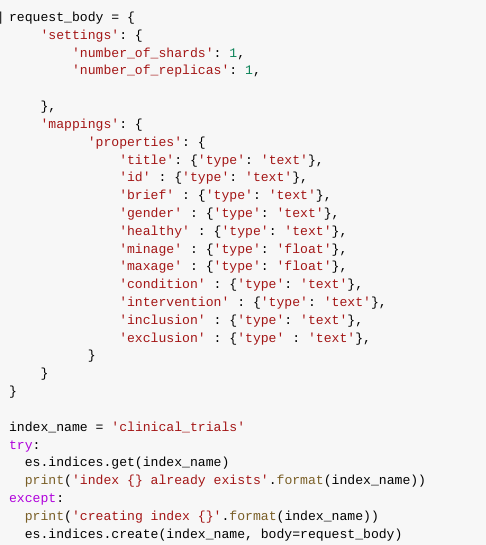 request_body = {
    'settings': {
        'number_of_shards': 1,
        'number_of_replicas': 1,

    },
    'mappings': {
          'properties': {
              'title': {'type': 'text'},
              'id' : {'type': 'text'},
              'brief' : {'type': 'text'},
              'gender' : {'type': 'text'},
              'healthy' : {'type': 'text'},
              'minage' : {'type': 'float'},
              'maxage' : {'type': 'float'},
              'condition' : {'type': 'text'},
              'intervention' : {'type': 'text'},
              'inclusion' : {'type': 'text'},
              'exclusion' : {'type' : 'text'},
          }
    }
}

index_name = 'clinical_trials'
try:
  es.indices.get(index_name)
  print('index {} already exists'.format(index_name))
except:
  print('creating index {}'.format(index_name))
  es.indices.create(index_name, body=request_body)